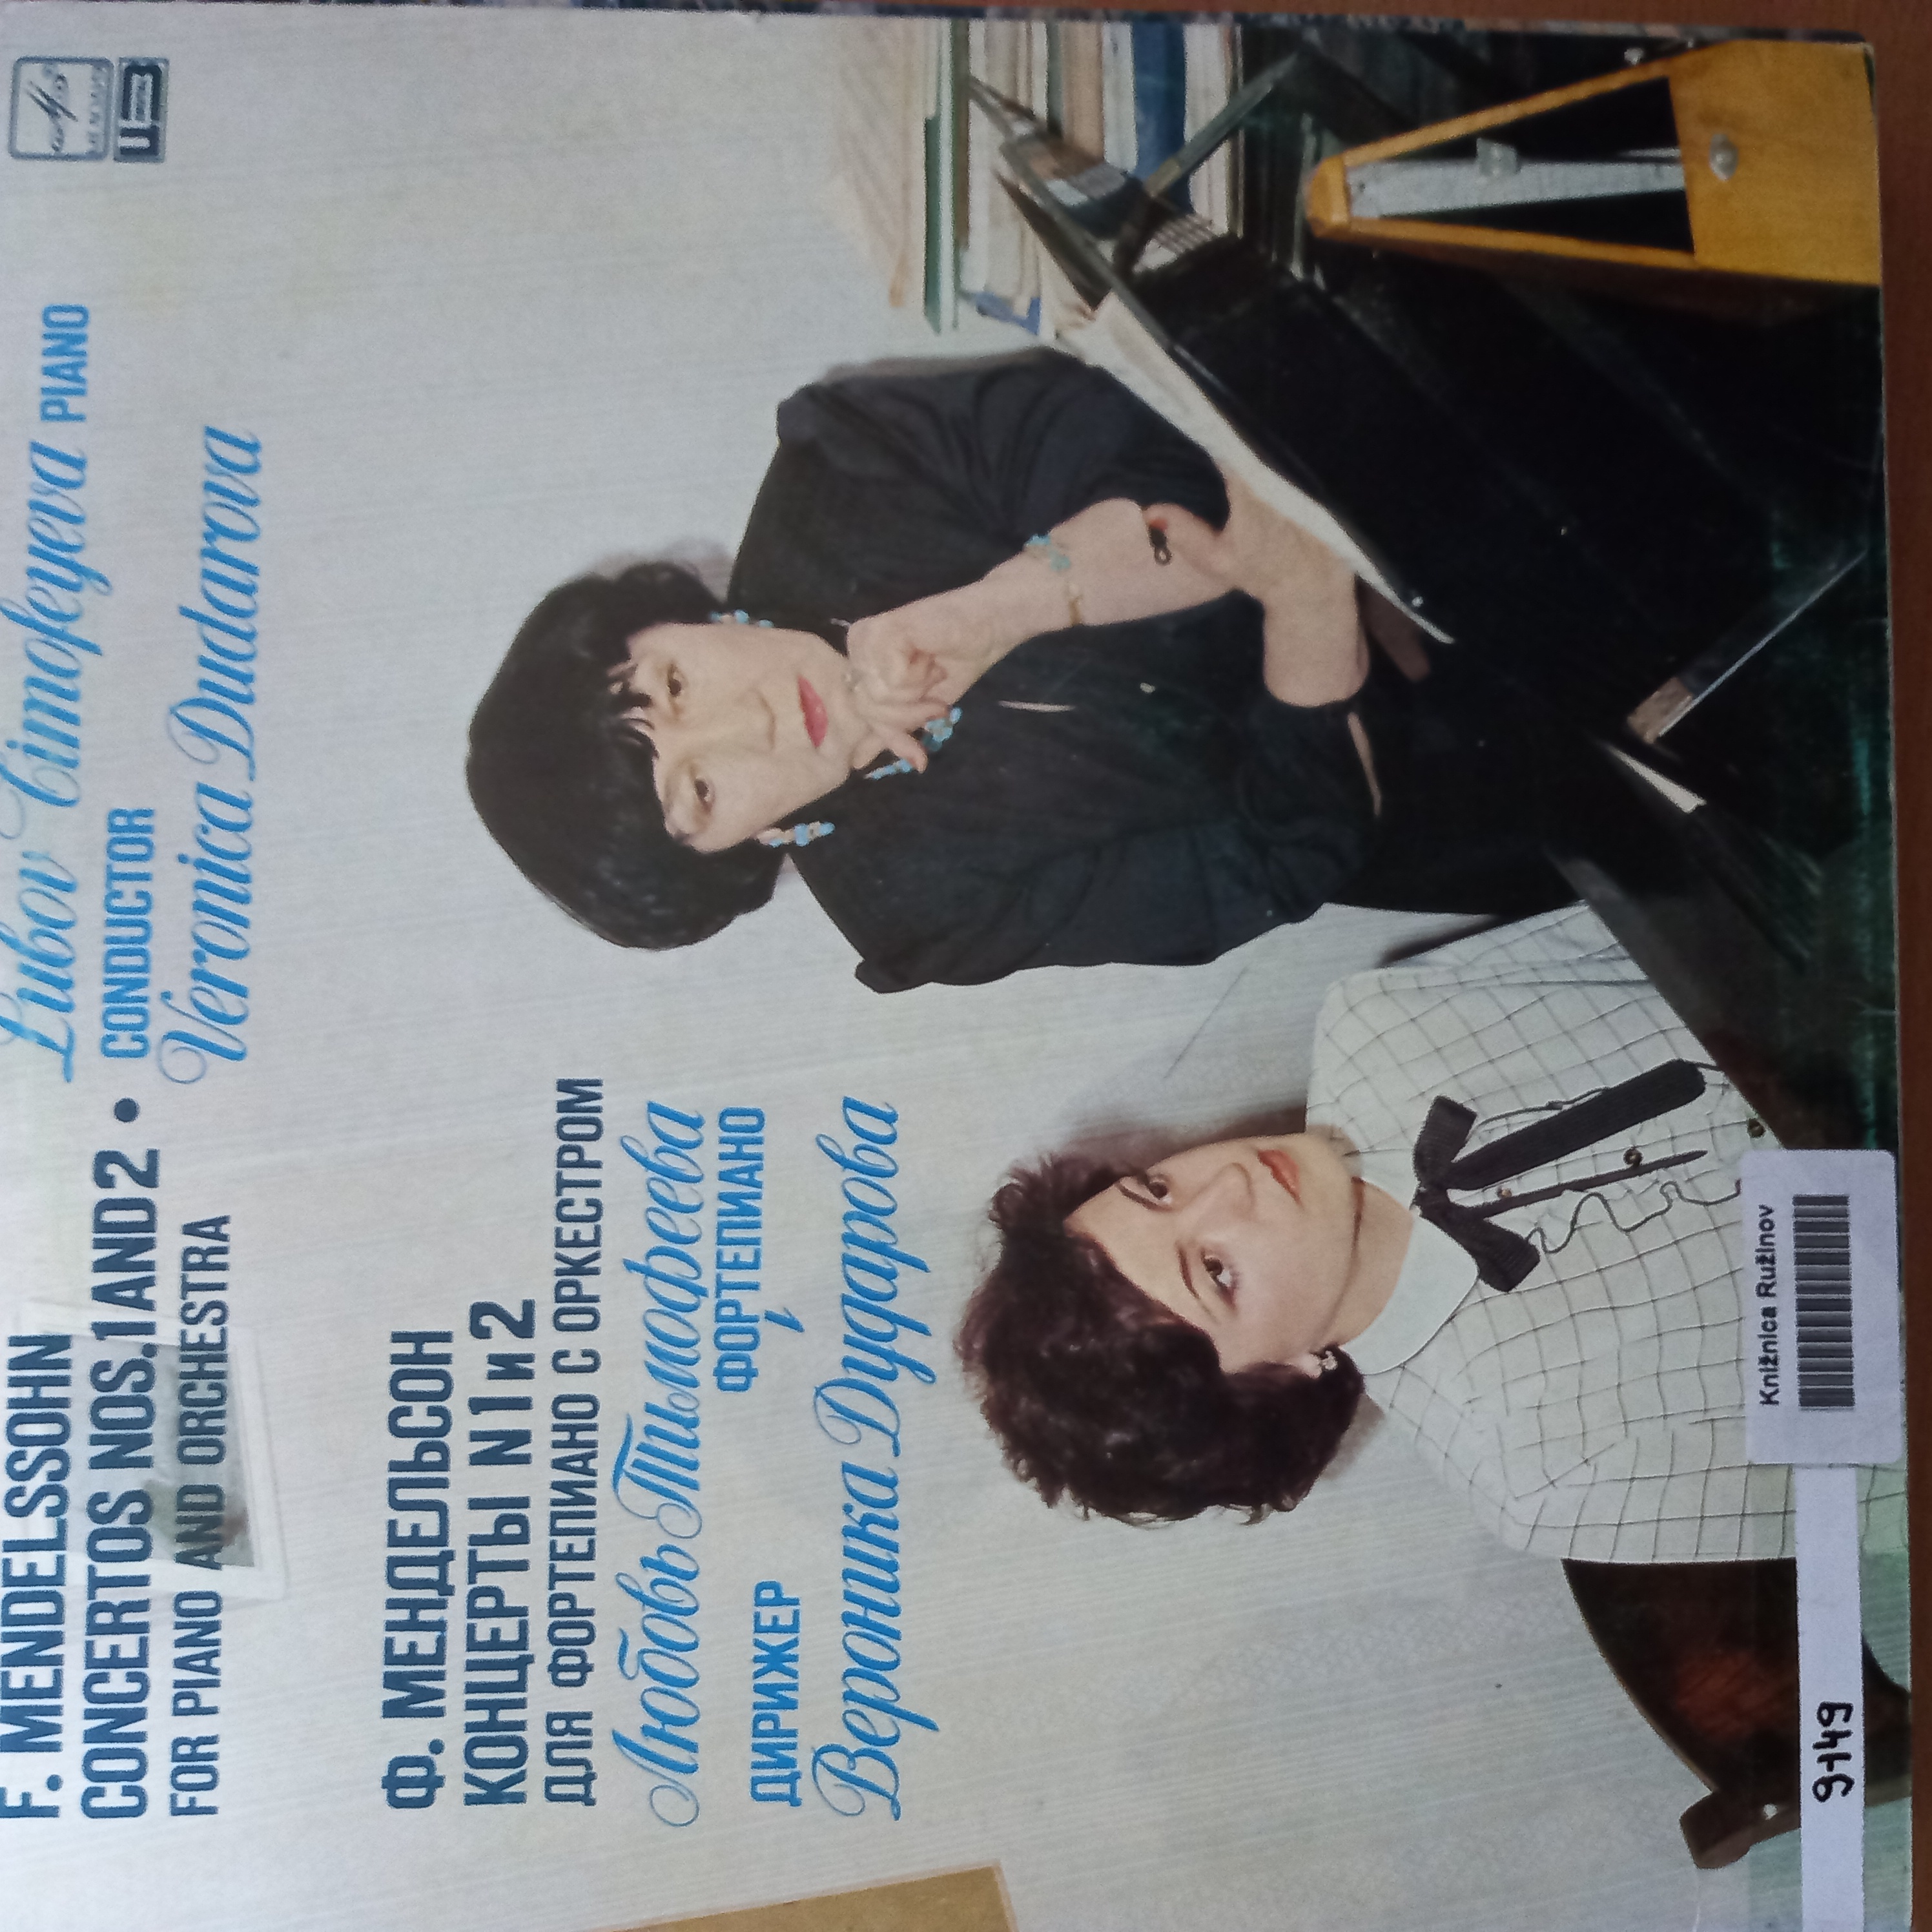 F. MENDELSSOHN
CONCERTOS NOS. 1 AND 2 •
FOR PIANO AND ORCHESTRA
Lubov Timofeyeva PIANO
CONDUCTOR
Veronica Dudarova
Ф. МЕНДЕЛЬСОН
КОНЦЕРТЫ N 1 и 2
ДЛЯ ФОРТЕПИАНО С ОРКЕСТРОМ
Любовь Тимофеева
ФОРТЕПИАНО
ДИРИЖЕР
Вероника Дударова
Knižnica Ružinov
9149